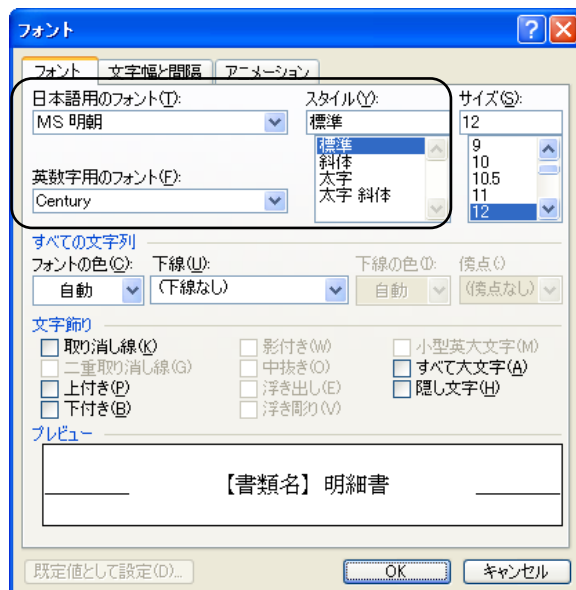 フォント
フォント 文字幅と間隔 アニメーション
日本語用のフォント(T): スタイル(Y): サイズ(S):
MS 明朝 標準 12
標準 9
斜体 10
太字 10.5
太字 斜体 11
12
英数字用のフォント(F):
Century
すべての文字列
フォントの色(C): 下線(U): 下線の色(I): 傍点(·)
自動 (下線なし) 自動 (傍点なし)
文字飾り
取り消し線(K) 影付き(W) 小型英大文字(M)
二重取り消し線(G) 中抜き(O) すべて大文字(A)
上付き(P) 浮き出し(E) 隠し文字(H)
下付き(B) 浮き彫り(V)
プレビュー
【書類名】明細書
既定値として設定(D)... OK キャンセル